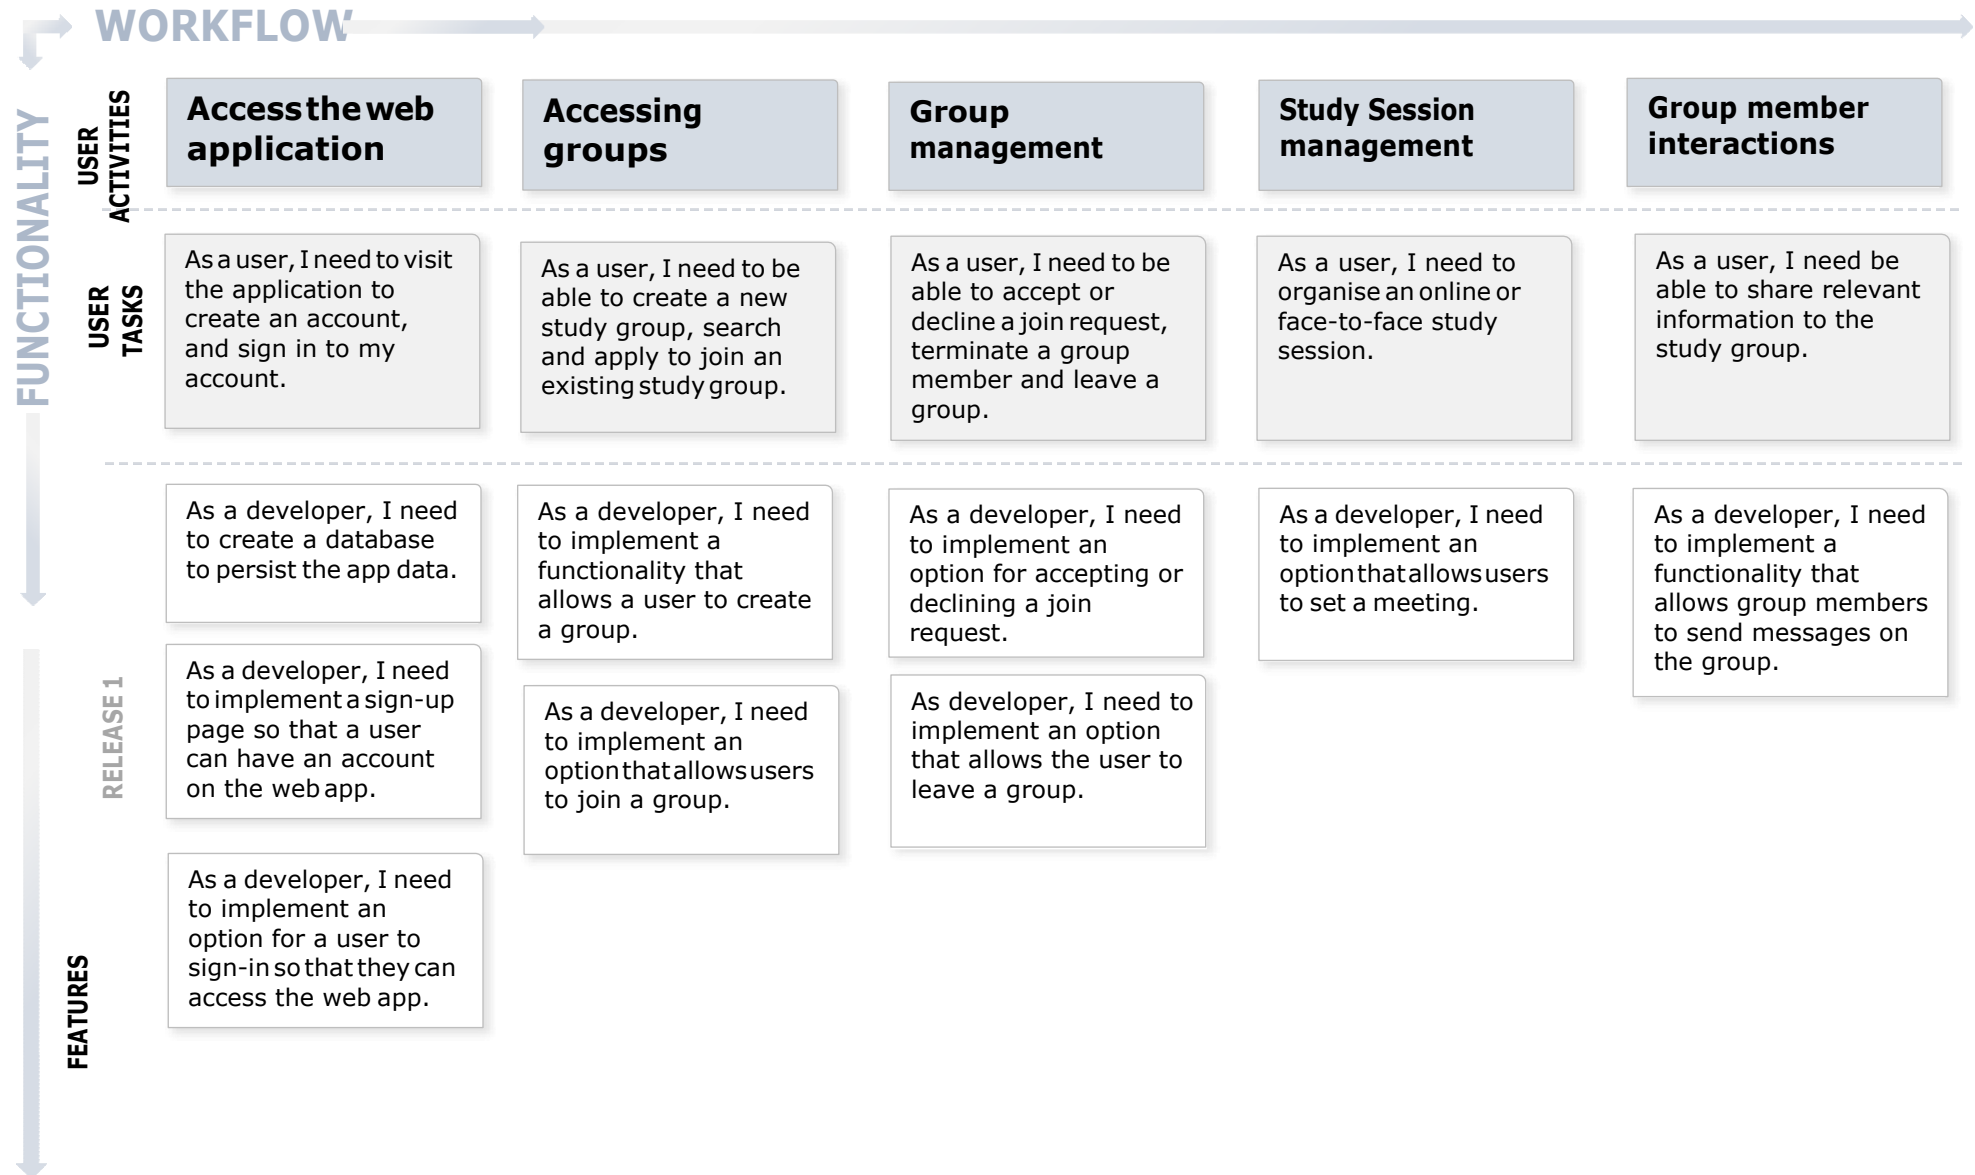 WORKFLOW
FUNCTIONALITY
USER
ACTIVITIES
Access the web
application
Accessing
groups
Group
management
Study Session
management
Group member
interactions
USER
TASKS
As a user, I need to visit
the application to
create an account,
and sign in to my
account.
As a user, I need to be
able to create a new
study group, search
and apply to join an
existing study group.
As a user, I need to be
able to accept or
decline a join request,
terminate a group
member and leave a
group.
As a user, I need to
organise an online or
face-to-face study
session.
As a user, I need be
able to share relevant
information to the
study group.
RELEASE 1
FEATURES
As a developer, I need
to create a database
to persist the app data.
As a developer, I need
to implement a sign-up
page so that a user
can have an account
on the web app.
As a developer, I need
to implement an
option for a user to
sign-in so that they can
access the web app.
As a developer, I need
to implement a
functionality that
allows a user to create
a group.
As a developer, I need
to implement an
option that allows users
to join a group.
As a developer, I need
to implement an
option for accepting or
declining a join
request.
As developer, I need to
implement an option
that allows the user to
leave a group.
As a developer, I need
to implement an
option that allows users
to set a meeting.
As a developer, I need
to implement a
functionality that
allows group members
to send messages on
the group.